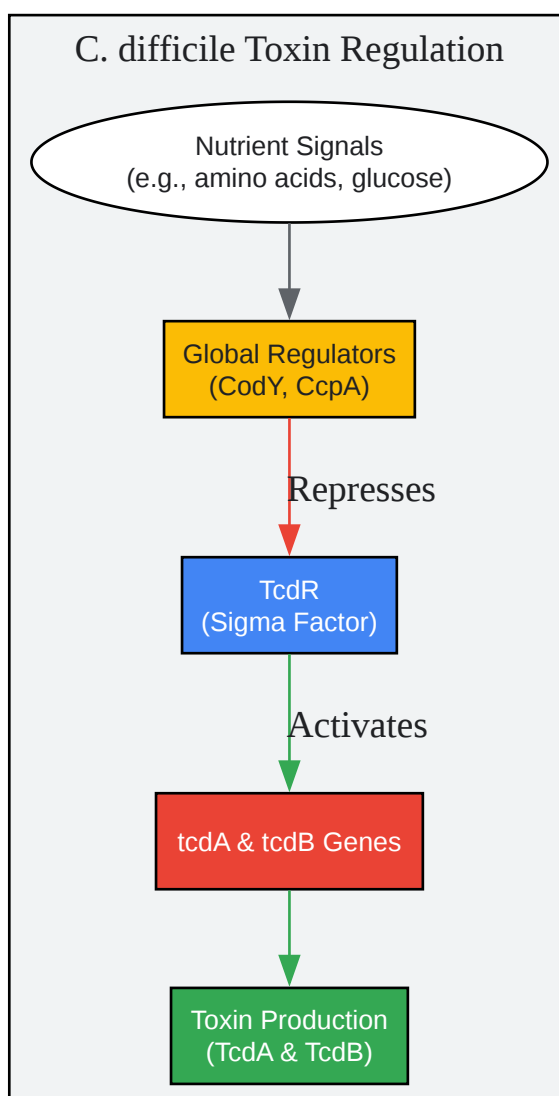 C. difficile Toxin Regulation
Nutrient Signals
(e.g., amino acids, glucose)
Global Regulators
(CodY, CcpA)
Represses
TcdR
(Sigma Factor)
Activates
tcdA & tcdB Genes
Toxin Production
(TcdA & TcdB)